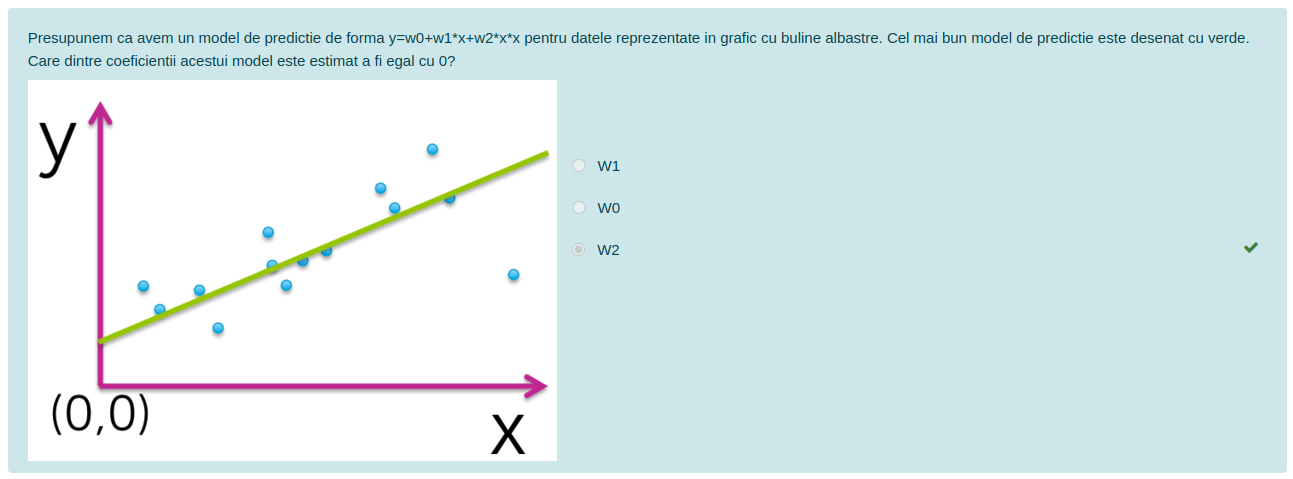 Presupunem ca avem un model de predictie de forma y=w0+w1*x+w2*x*x pentru datele reprezentate in grafic cu buline albastre. Cel mai bun model de predictie este desenat cu verde.
Care dintre coeficientii acestui model este estimat a fi egal cu 0?
y
(0,0)
x
W1
W0
W2